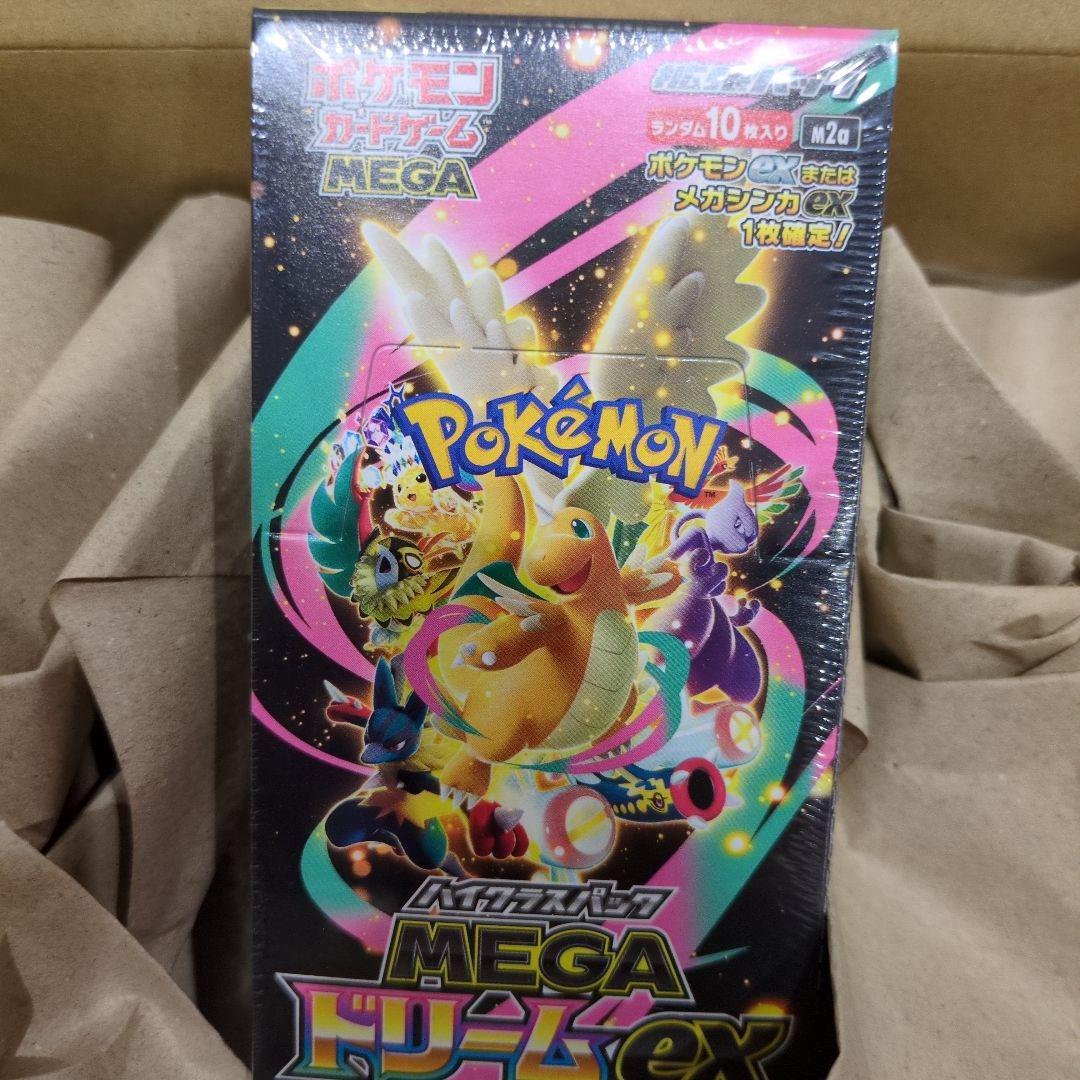 ポケモン
カードゲーム
MEGA
拡張パック
ランダム10枚入り M2a
ポケモンexまたは
メガシンカex
1枚確定!
POKÉMON
TM
ハイクラスパック
MEGA
ドリームex